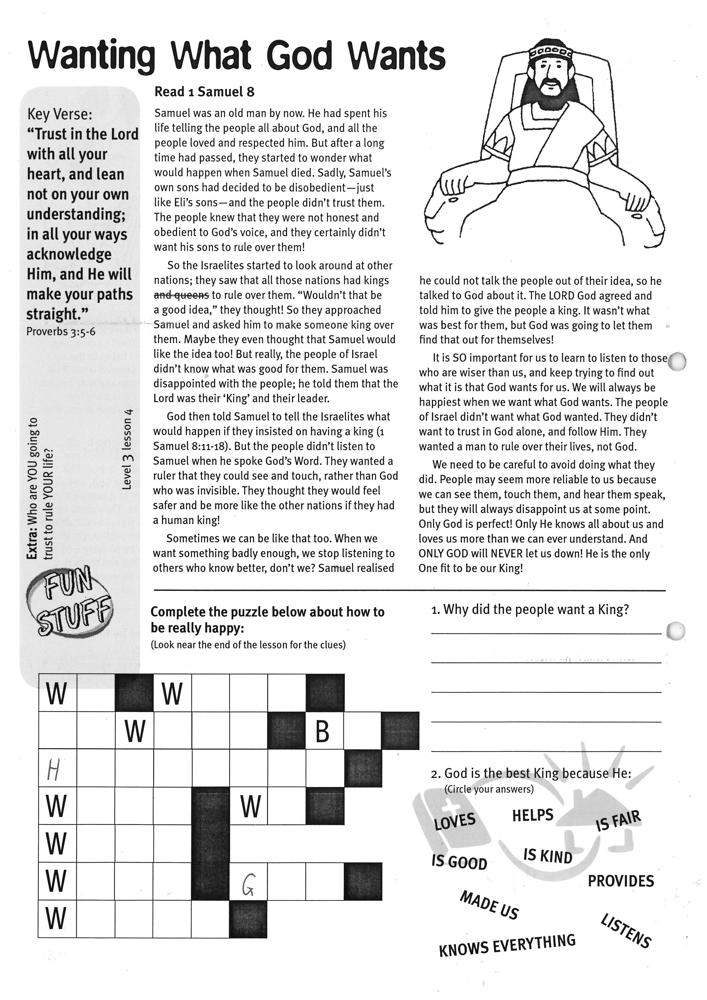 Wanting What God Wants
Key Verse:
“Trust in the Lord
with all your
heart, and lean
not on your own
understanding;
in all your ways
acknowledge
Him, and He will
make your paths
straight.”
Proverbs 3:5-6
Extra: Who are YOU going to
trust to rule YOUR life?
Level 3 lesson 4
Read 1 Samuel 8
Samuel was an old man by now. He had spent his
life telling the people all about God, and all the
people loved and respected him. But after a long
time had passed, they started to wonder what
would happen when Samuel died. Sadly, Samuel’s
own sons had decided to be disobedient—just
like Eli’s sons—and the people didn’t trust them.
The people knew that they were not honest and
obedient to God’s voice, and they certainly didn’t
want his sons to rule over them!
So the Israelites started to look around at other
nations; they saw that all those nations had kings
and queens to rule over them. “Wouldn’t that be
a good idea,” they thought! So they approached
Samuel and asked him to make someone king over
them. Maybe they even thought that Samuel would
like the idea too! But really, the people of Israel
didn’t know what was good for them. Samuel was
disappointed with the people; he told them that the
Lord was their ‘King’ and their leader.
God then told Samuel to tell the Israelites what
would happen if they insisted on having a king (1
Samuel 8:11-18). But the people didn’t listen to
Samuel when he spoke God’s Word. They wanted a
ruler that they could see and touch, rather than God
who was invisible. They thought they would feel
safer and be more like the other nations if they had
a human king!
Sometimes we can be like that too. When we
want something badly enough, we stop listening to
others who know better, don’t we? Samuel realised
he could not talk the people out of their idea, so he
talked to God about it. The LORD God agreed and
told him to give the people a king. It wasn’t what
was best for them, but God was going to let them
find that out for themselves!
It is SO important for us to learn to listen to those
who are wiser than us, and keep trying to find out
what it is that God wants for us. We will always be
happiest when we want what God wants. The people
of Israel didn’t want what God wanted. They didn’t
want to trust in God alone, and follow Him. They
wanted a man to rule over their lives, not God.
We need to be careful to avoid doing what they
did. People may seem more reliable to us because
we can see them, touch them, and hear them speak,
but they will always disappoint us at some point.
Only God is perfect! Only He knows all about us and
loves us more than we can ever understand. And
ONLY GOD will NEVER let us down! He is the only
One fit to be our King!
FUN
STUFF
Complete the puzzle below about how to
be really happy:
(Look near the end of the lesson for the clues)
W W
W B
H
W W
W
W G
W
1. Why did the people want a King?
2. God is the best King because He:
(Circle your answers)
LOVES HELPS IS FAIR
IS GOOD IS KIND
PROVIDES
MADE US
LISTENS
KNOWS EVERYTHING